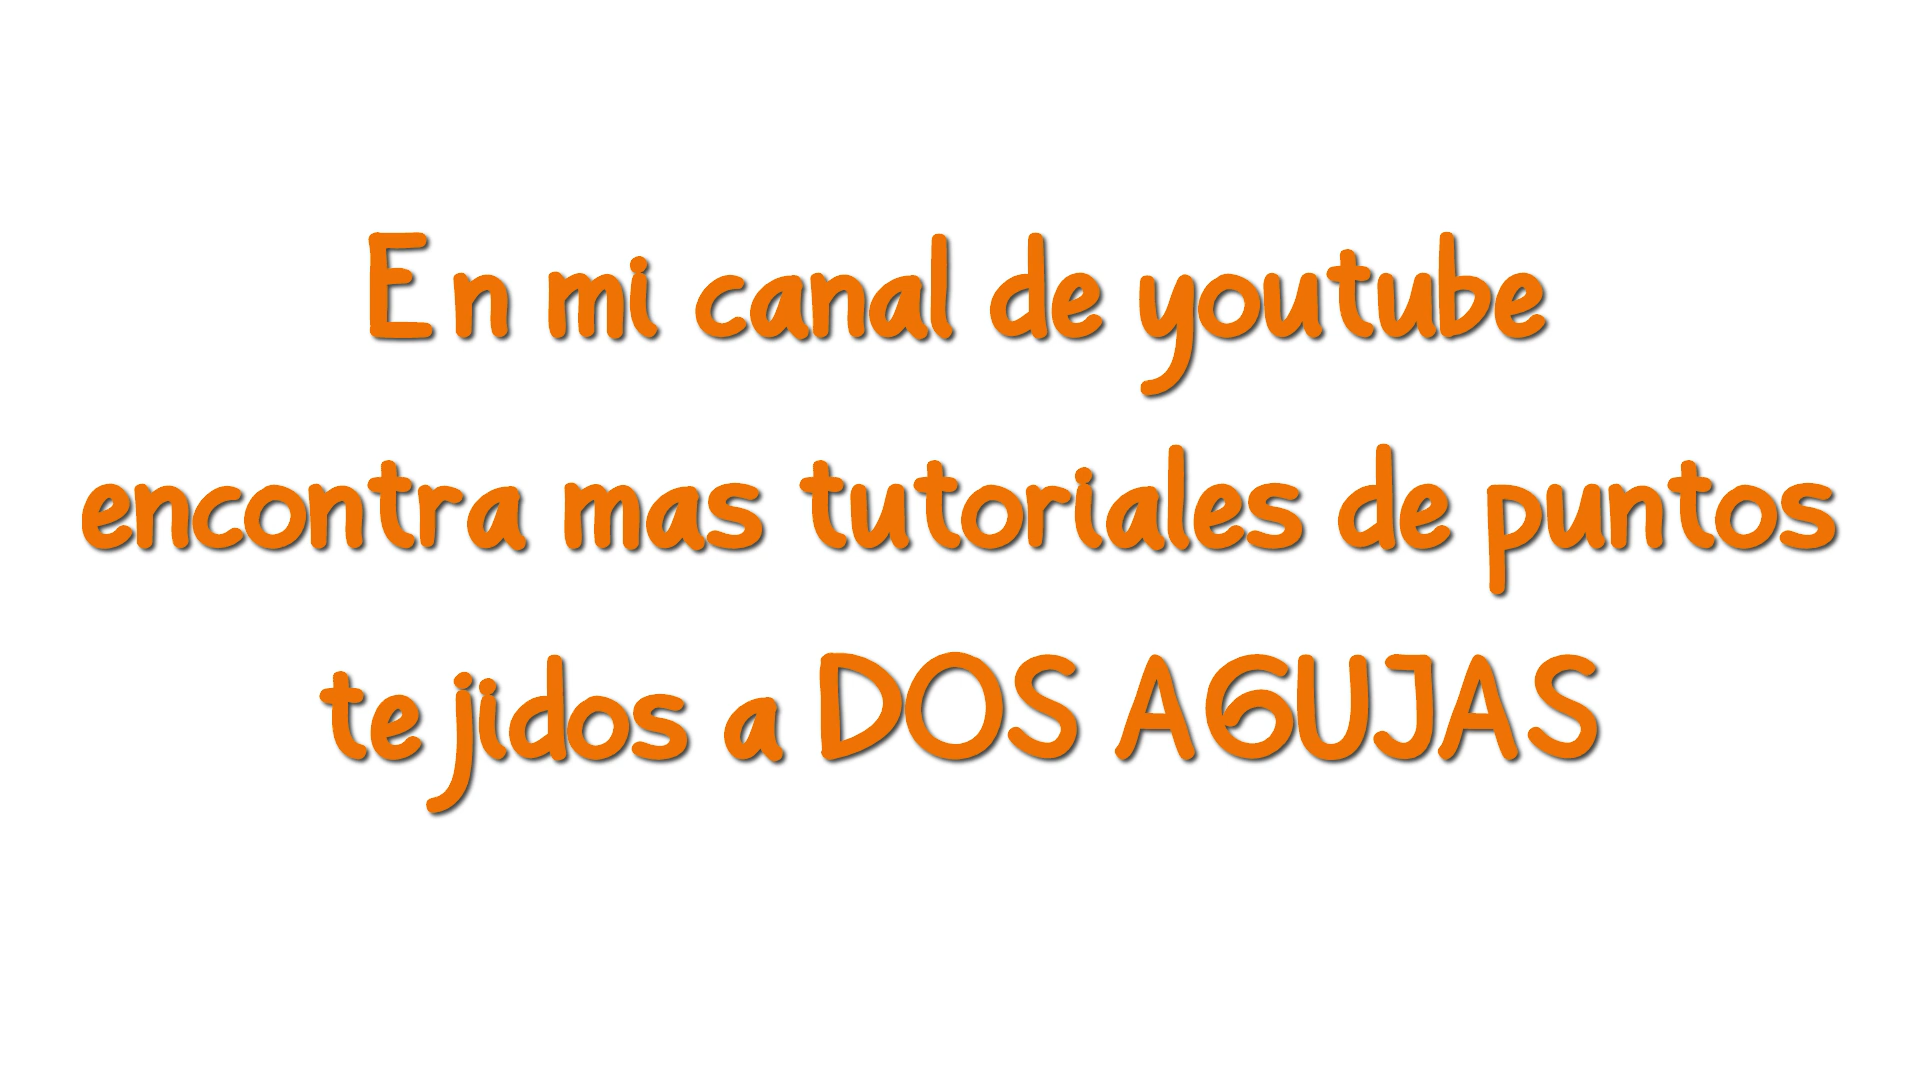 En mi canal de youtube
encontra mas tutoriales de puntos
tejidos a DOS AGUJAS